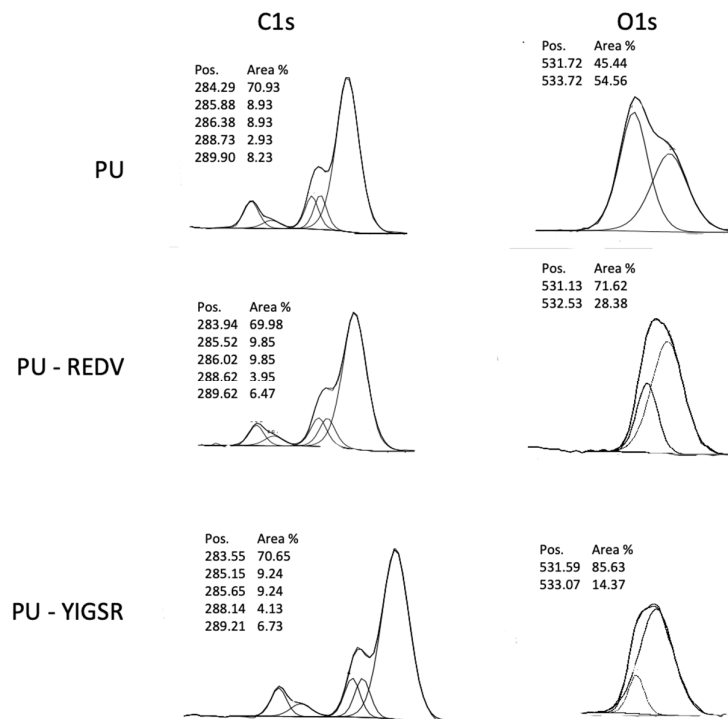 C1s
O1s
PU
Pos. Area %
284.29 70.93
285.88 8.93
286.38 8.93
288.73 2.93
289.90 8.23
Pos. Area %
531.72 45.44
533.72 54.56
PU - REDV
Pos. Area %
283.94 69.98
285.52 9.85
286.02 9.85
288.62 3.95
289.62 6.47
Pos. Area %
531.13 71.62
532.53 28.38
PU - YIGSR
Pos. Area %
283.55 70.65
285.15 9.24
285.65 9.24
288.14 4.13
289.21 6.73
Pos. Area %
531.59 85.63
533.07 14.37